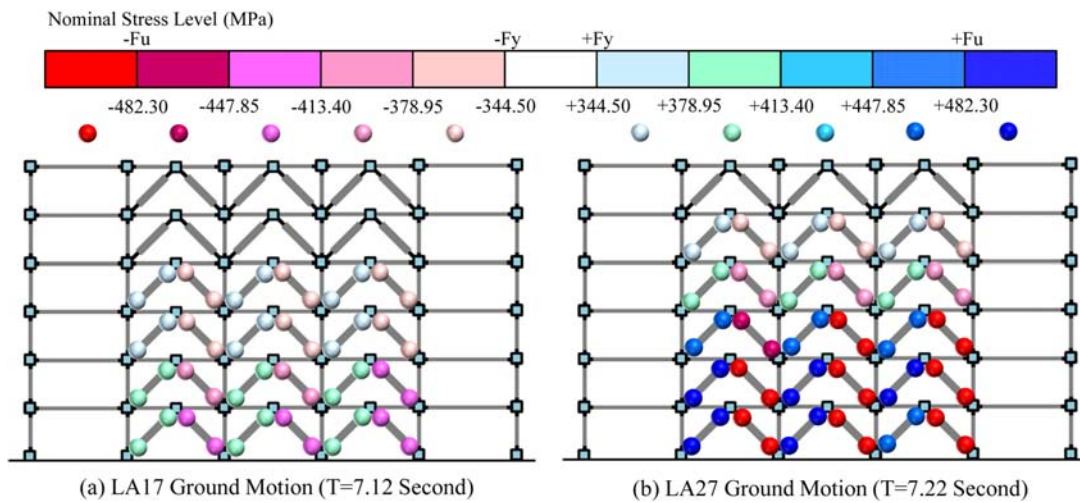 Nominal Stress Level (MPa)
-Fu -Fy +Fy +Fu
-482.30 -447.85 -413.40 -378.95 -344.50 +344.50 +378.95 +413.40 +447.85 +482.30
(a) LA17 Ground Motion (T=7.12 Second) (b) LA27 Ground Motion (T=7.22 Second)